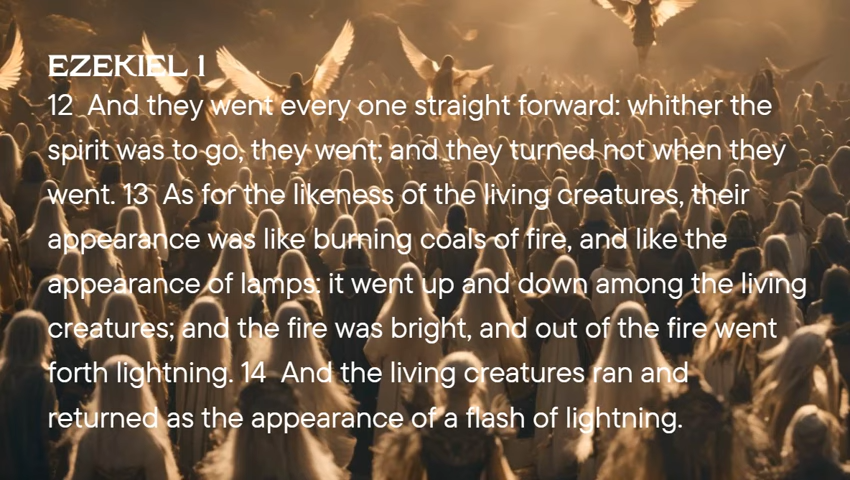 EZEKIEL 1
12 And they went every one straight forward: whither the
spirit was to go, they went; and they turned not when they
went. 13 As for the likeness of the living creatures, their
appearance was like burning coals of fire, and like the
appearance of lamps: it went up and down among the living
creatures; and the fire was bright, and out of the fire went
forth lightning. 14 And the living creatures ran and
returned as the appearance of a flash of lightning.